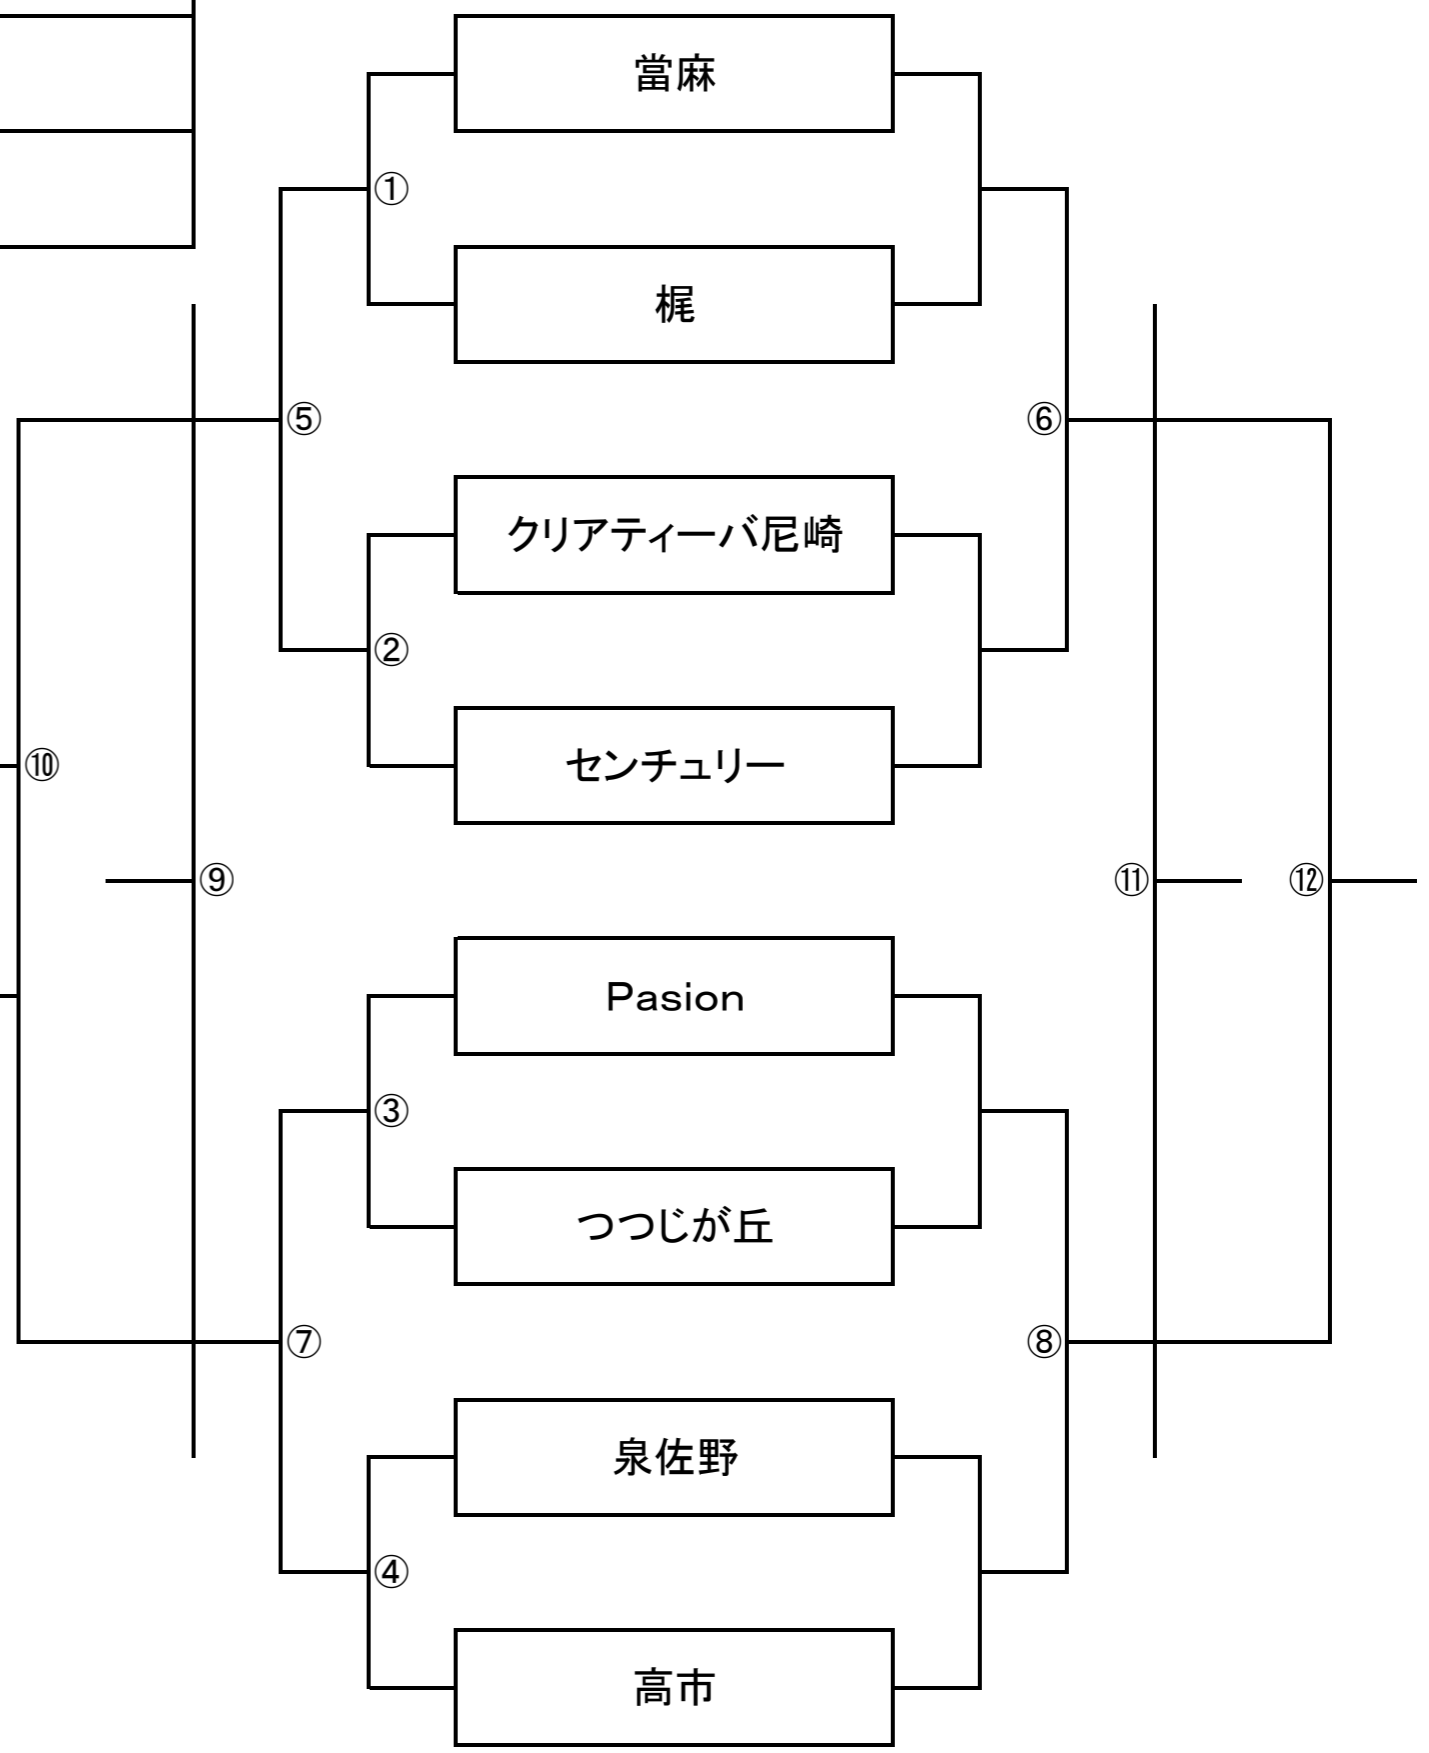 當麻
①
梶
⑤
⑥
クリアティーバ尼崎
②
センチュリー
⑩
⑨
⑪
⑫
Pasion
③
つつじが丘
⑦
⑧
泉佐野
④
高市